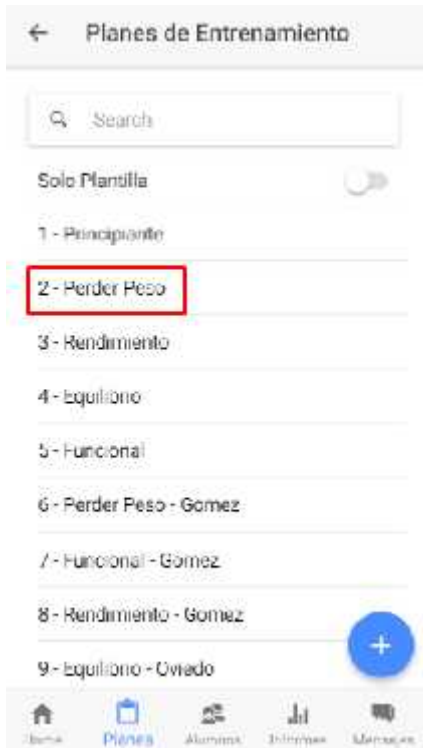 Planes de Entrenamiento
Search
Solo Plantilla
1 - Principiante
2 - Perder Peso
3 - Rendimiento
4 - Equilibrio
5 - Funcional
6 - Perder Peso - Gomez
7 - Funcional - Gomez
8 - Rendimiento - Gomez
9 - Equilibrio - Oviedo
Home Planes Alumnos Informes Mensajes